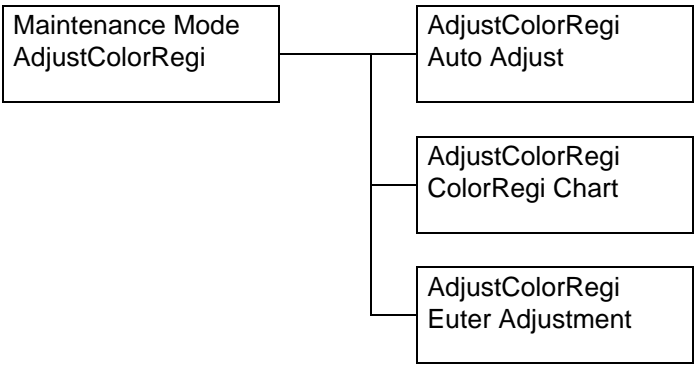 Maintenance Mode
AdjustColorRegi
AdjustColorRegi
Auto Adjust
AdjustColorRegi
ColorRegi Chart
AdjustColorRegi
Euter Adjustment